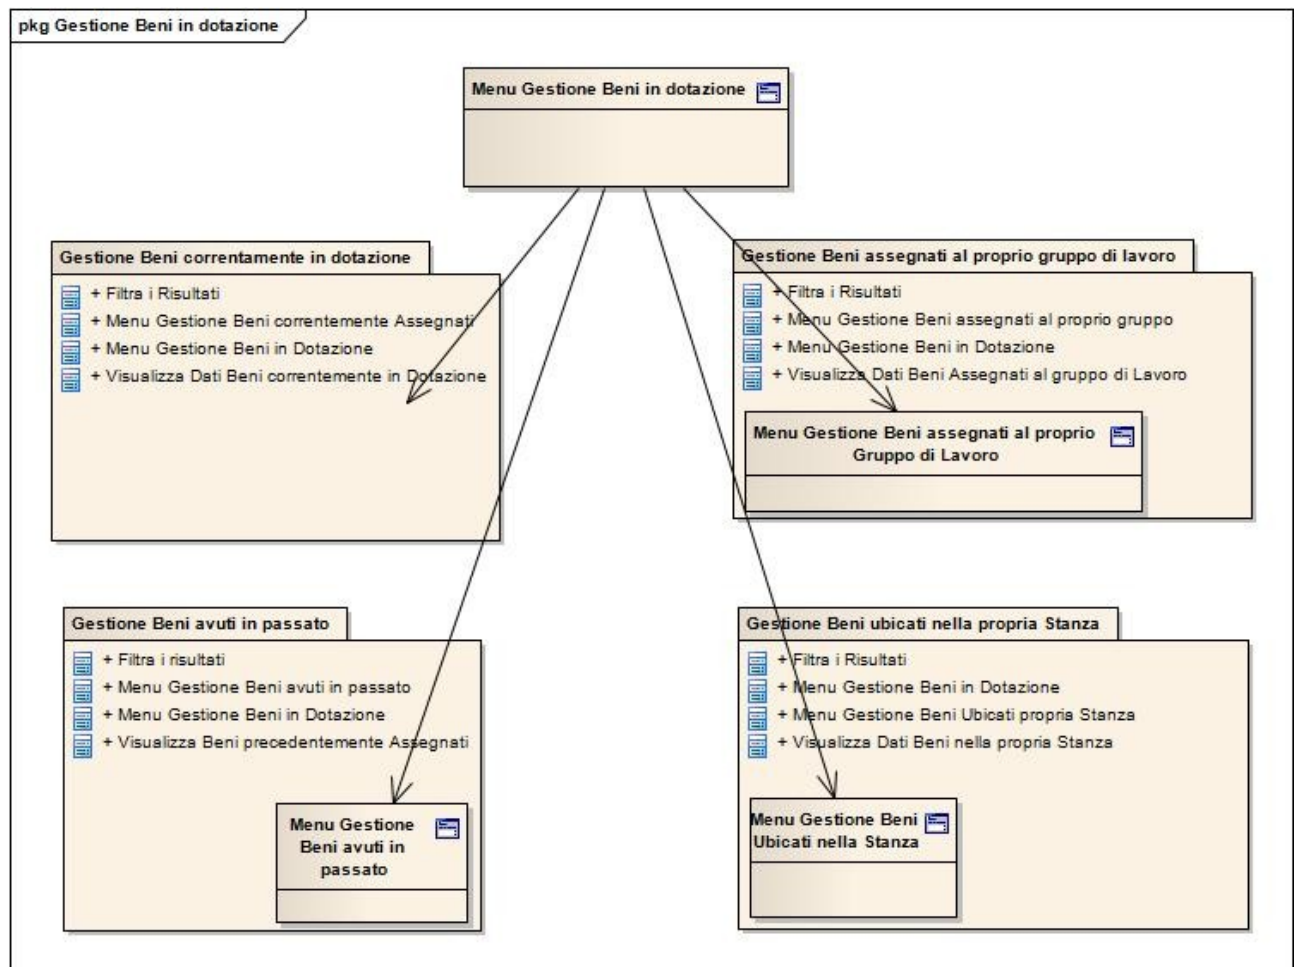 pkg Gestione Beni in dotazione
Menu Gestione Beni in dotazione
Gestione Beni correntamente in dotazione
+ Filtra i Risultati
+ Menu Gestione Beni correntemente Assegnati
+ Menu Gestione Beni in Dotazione
+ Visualizza Dati Beni correntemente in Dotazione
Gestione Beni assegnati al proprio gruppo di lavoro
+ Filtra i Risultati
+ Menu Gestione Beni assegnati al proprio gruppo
+ Menu Gestione Beni in Dotazione
+ Visualizza Dati Beni Assegnati al gruppo di Lavoro
Menu Gestione Beni assegnati al proprio
Gruppo di Lavoro
Gestione Beni avuti in passato
+ Filtra i risultati
+ Menu Gestione Beni avuti in passato
+ Menu Gestione Beni in Dotazione
+ Visualizza Beni precedentemente Assegnati
Menu Gestione
Beni avuti in
passato
Gestione Beni ubicati nella propria Stanza
+ Filtra i Risultati
+ Menu Gestione Beni in Dotazione
+ Menu Gestione Beni Ubicati propria Stanza
+ Visualizza Dati Beni nella propria Stanza
Menu Gestione Beni
Ubicati nella Stanza